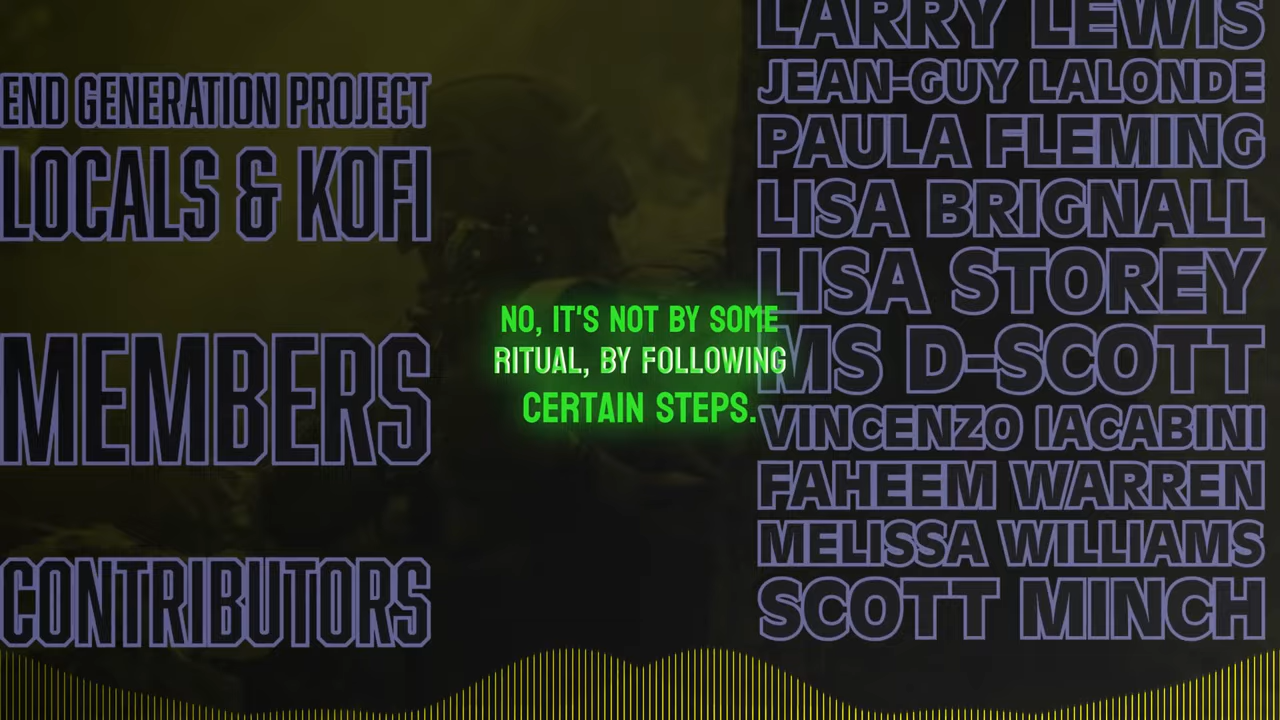 END GENERATION PROJECT
LOCALS & KOFI
MEMBERS
CONTRIBUTORS
NO, IT'S NOT BY SOME
RITUAL, BY FOLLOWING
CERTAIN STEPS.
LARRY LEWIS
JEAN-GUY LALONDE
PAULA FLEMING
LISA BRIGNALL
LISA STOREY
MS D-SCOTT
VINCENZO IACABINI
FAHEEM WARREN
MELISSA WILLIAMS
SCOTT MINCH